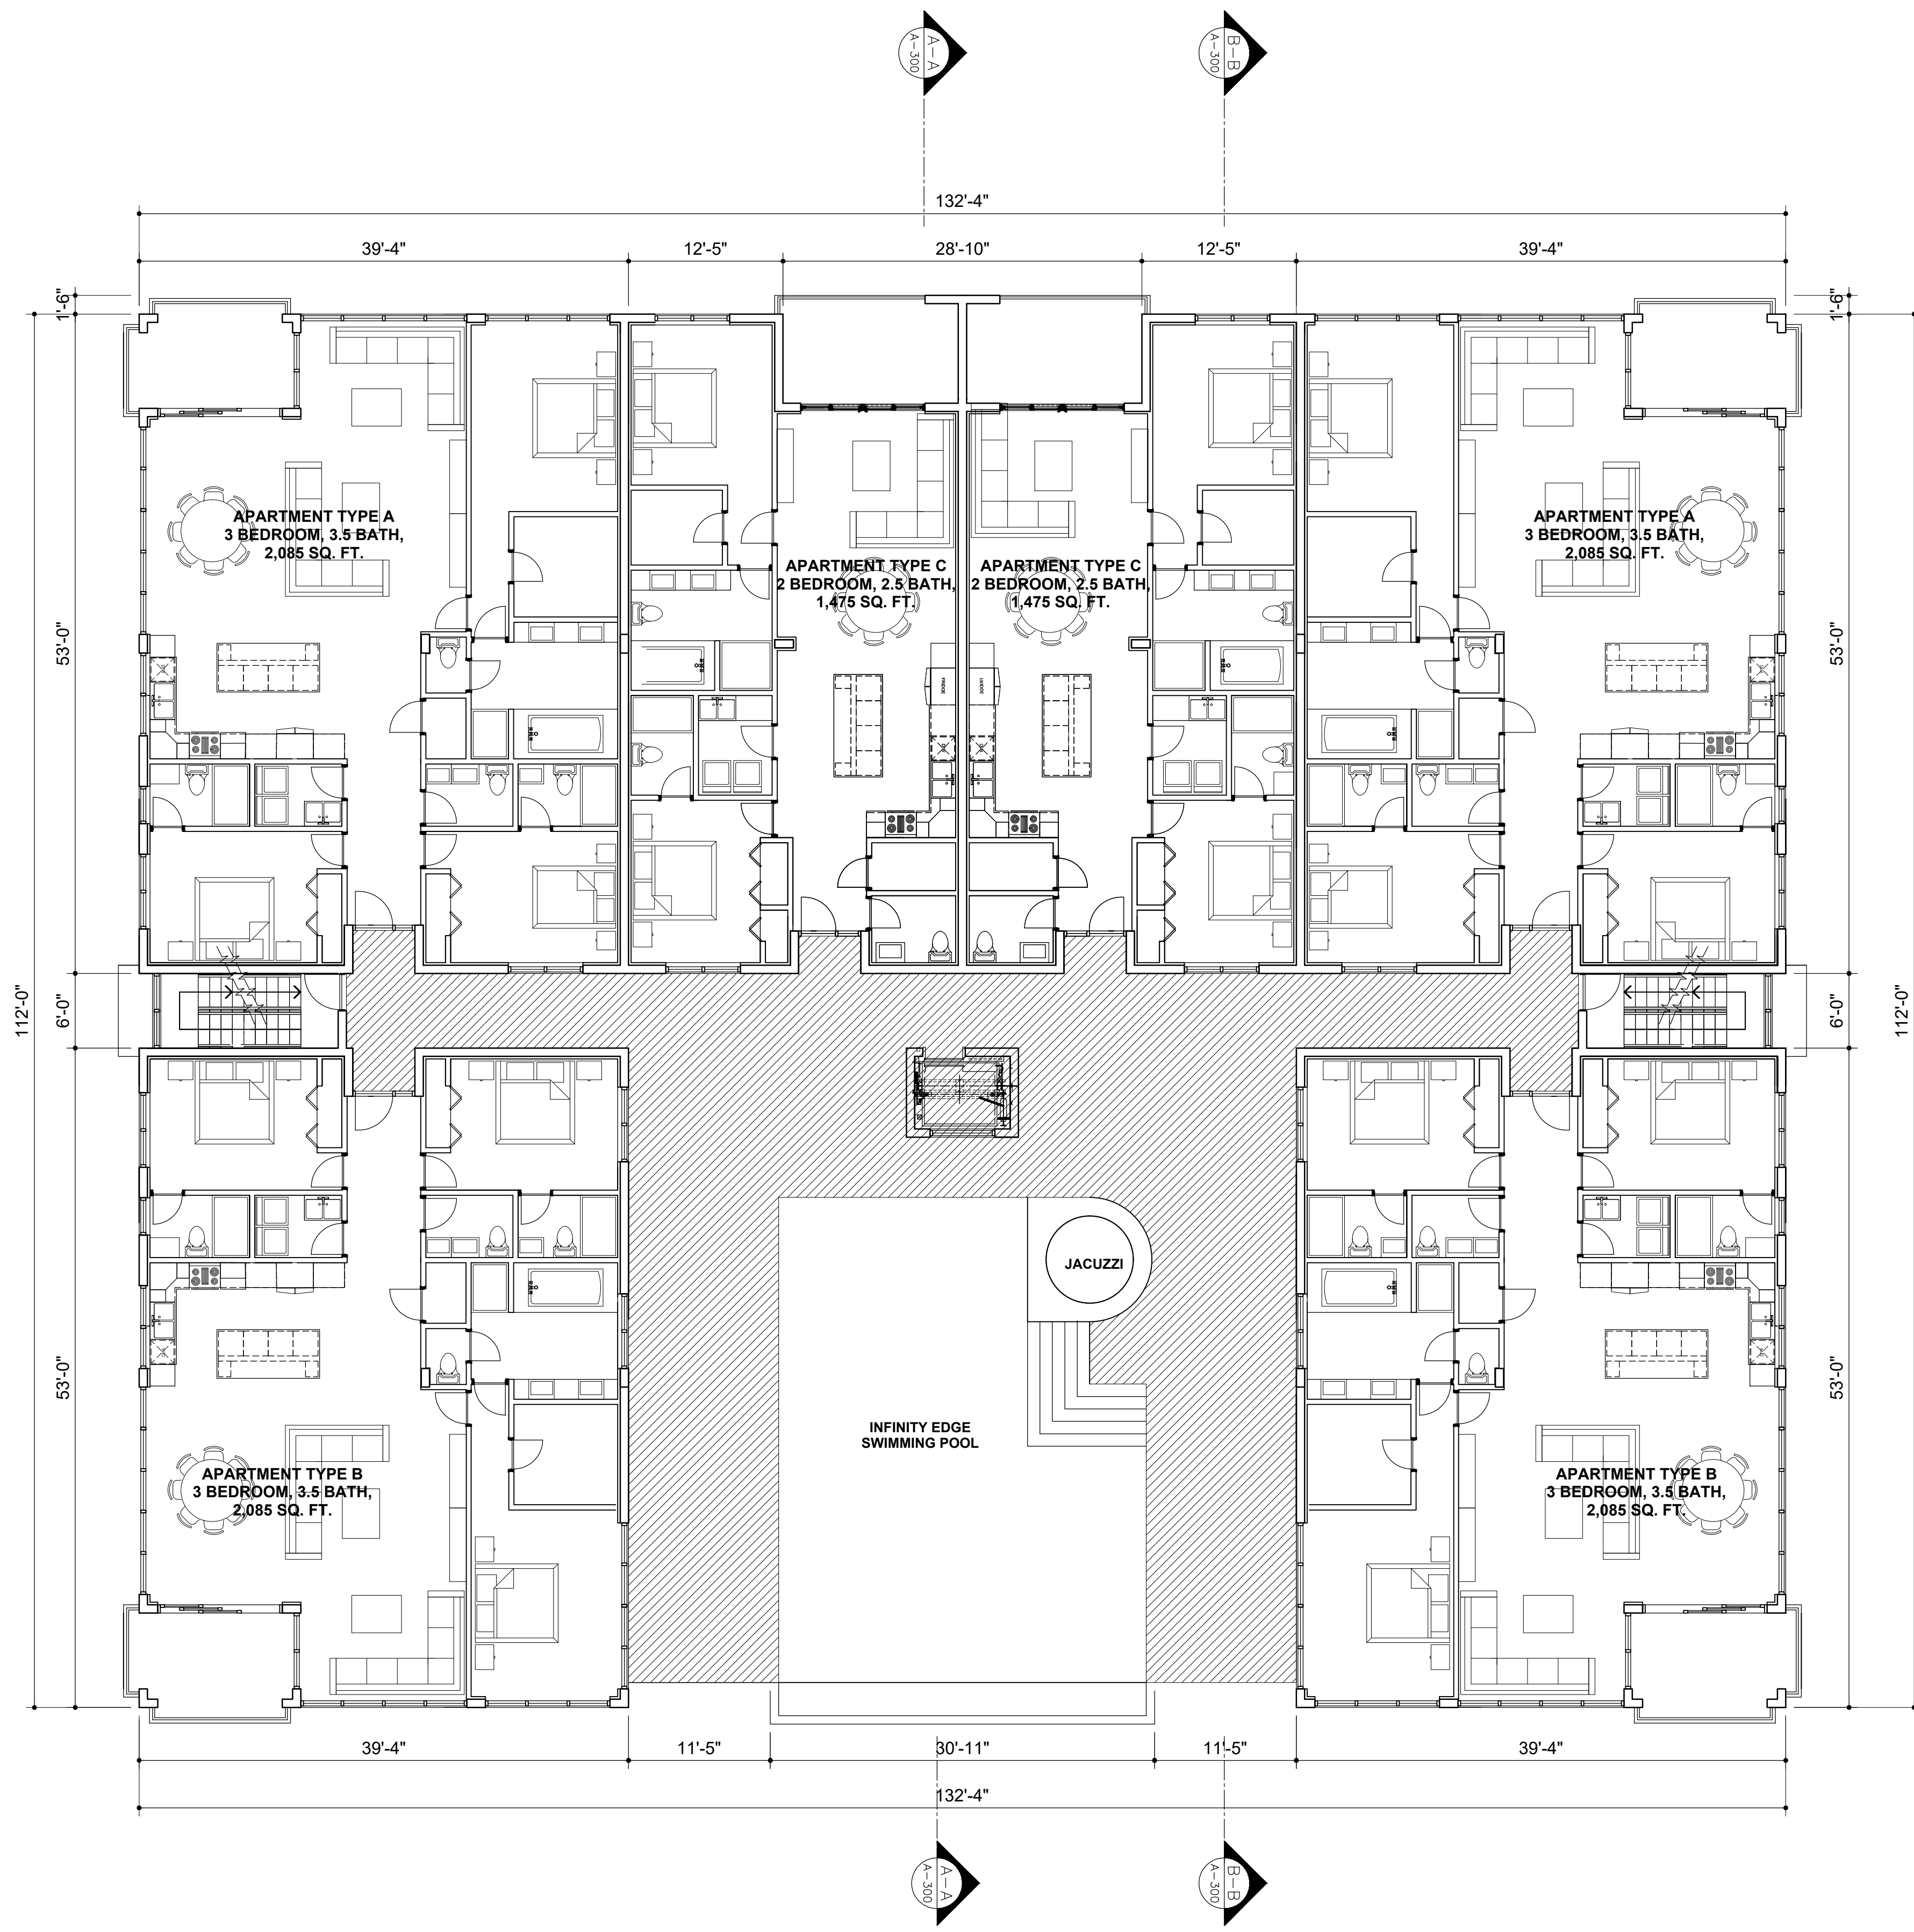 A-A
A-300
B-B
A-300
132'-4"
39'-4"
12'-5"
28'-10"
12'-5"
39'-4"
1'-6"
1'-6"
APARTMENT TYPE A
3 BEDROOM, 3.5 BATH,
2,085 SQ. FT.
APARTMENT TYPE C
2 BEDROOM, 2.5 BATH,
1,475 SQ. FT.
APARTMENT TYPE C
2 BEDROOM, 2.5 BATH,
1,475 SQ. FT.
APARTMENT TYPE A
3 BEDROOM, 3.5 BATH,
2,085 SQ. FT.
53'-0"
53'-0"
FRIDGE
FRIDGE
112'-0"
6'-0"
6'-0"
112'-0"
JACUZZI
53'-0"
53'-0"
INFINITY EDGE
SWIMMING POOL
APARTMENT TYPE B
3 BEDROOM, 3.5 BATH,
2,085 SQ. FT.
APARTMENT TYPE B
3 BEDROOM, 3.5 BATH,
2,085 SQ. FT.
39'-4"
11'-5"
30'-11"
11'-5"
39'-4"
132'-4"
A-A
A-300
B-B
A-300